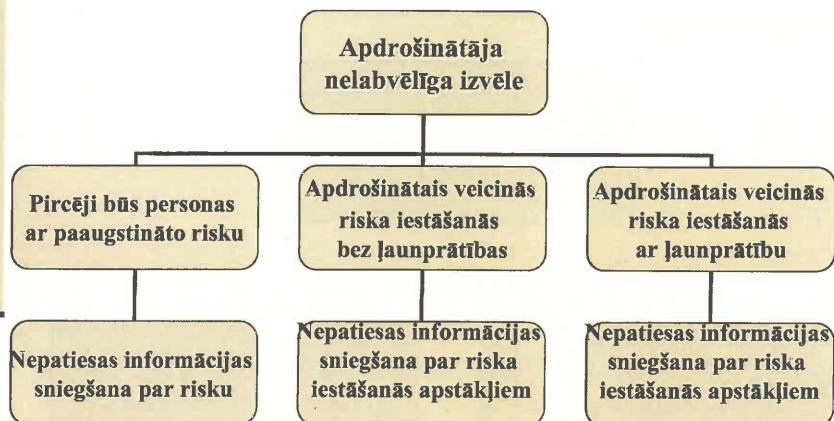 Apdrošinātāja
nelabvēlīga izvēle
Pircēji būs personas
ar paaugstināto risku
Apdrošinātais veicinās
riska iestāšanās
bez ļaunprātības
Apdrošinātais veicinās
riska iestāšanās
ar ļaunprātību
Nepatiesas informācijas
sniegšana par risku
Nepatiesas informācijas
sniegšana par riska
iestāšanās apstākļiem
Nepatiesas informācijas
sniegšana par riska
iestāšanās apstākļiem